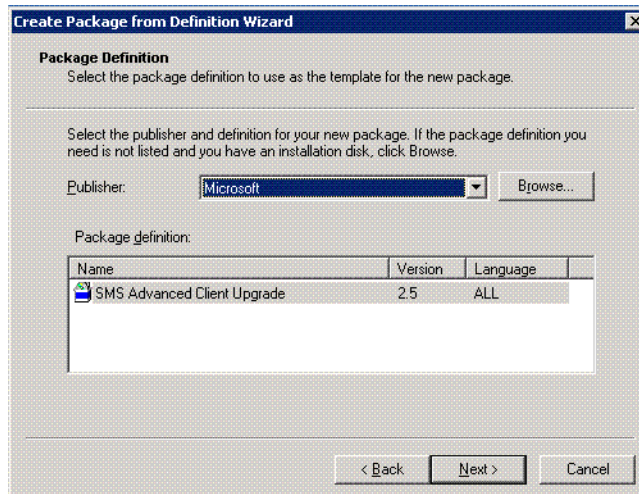 Create Package from Definition Wizard
Package Definition
Select the package definition to use as the template for the new package.
Select the publisher and definition for your new package. If the package definition you
need is not listed and you have an installation disk, click Browse.
Publisher: Microsoft Browse...
Package definition:
Name Version Language
SMS Advanced Client Upgrade 2.5 ALL
< Back Next > Cancel